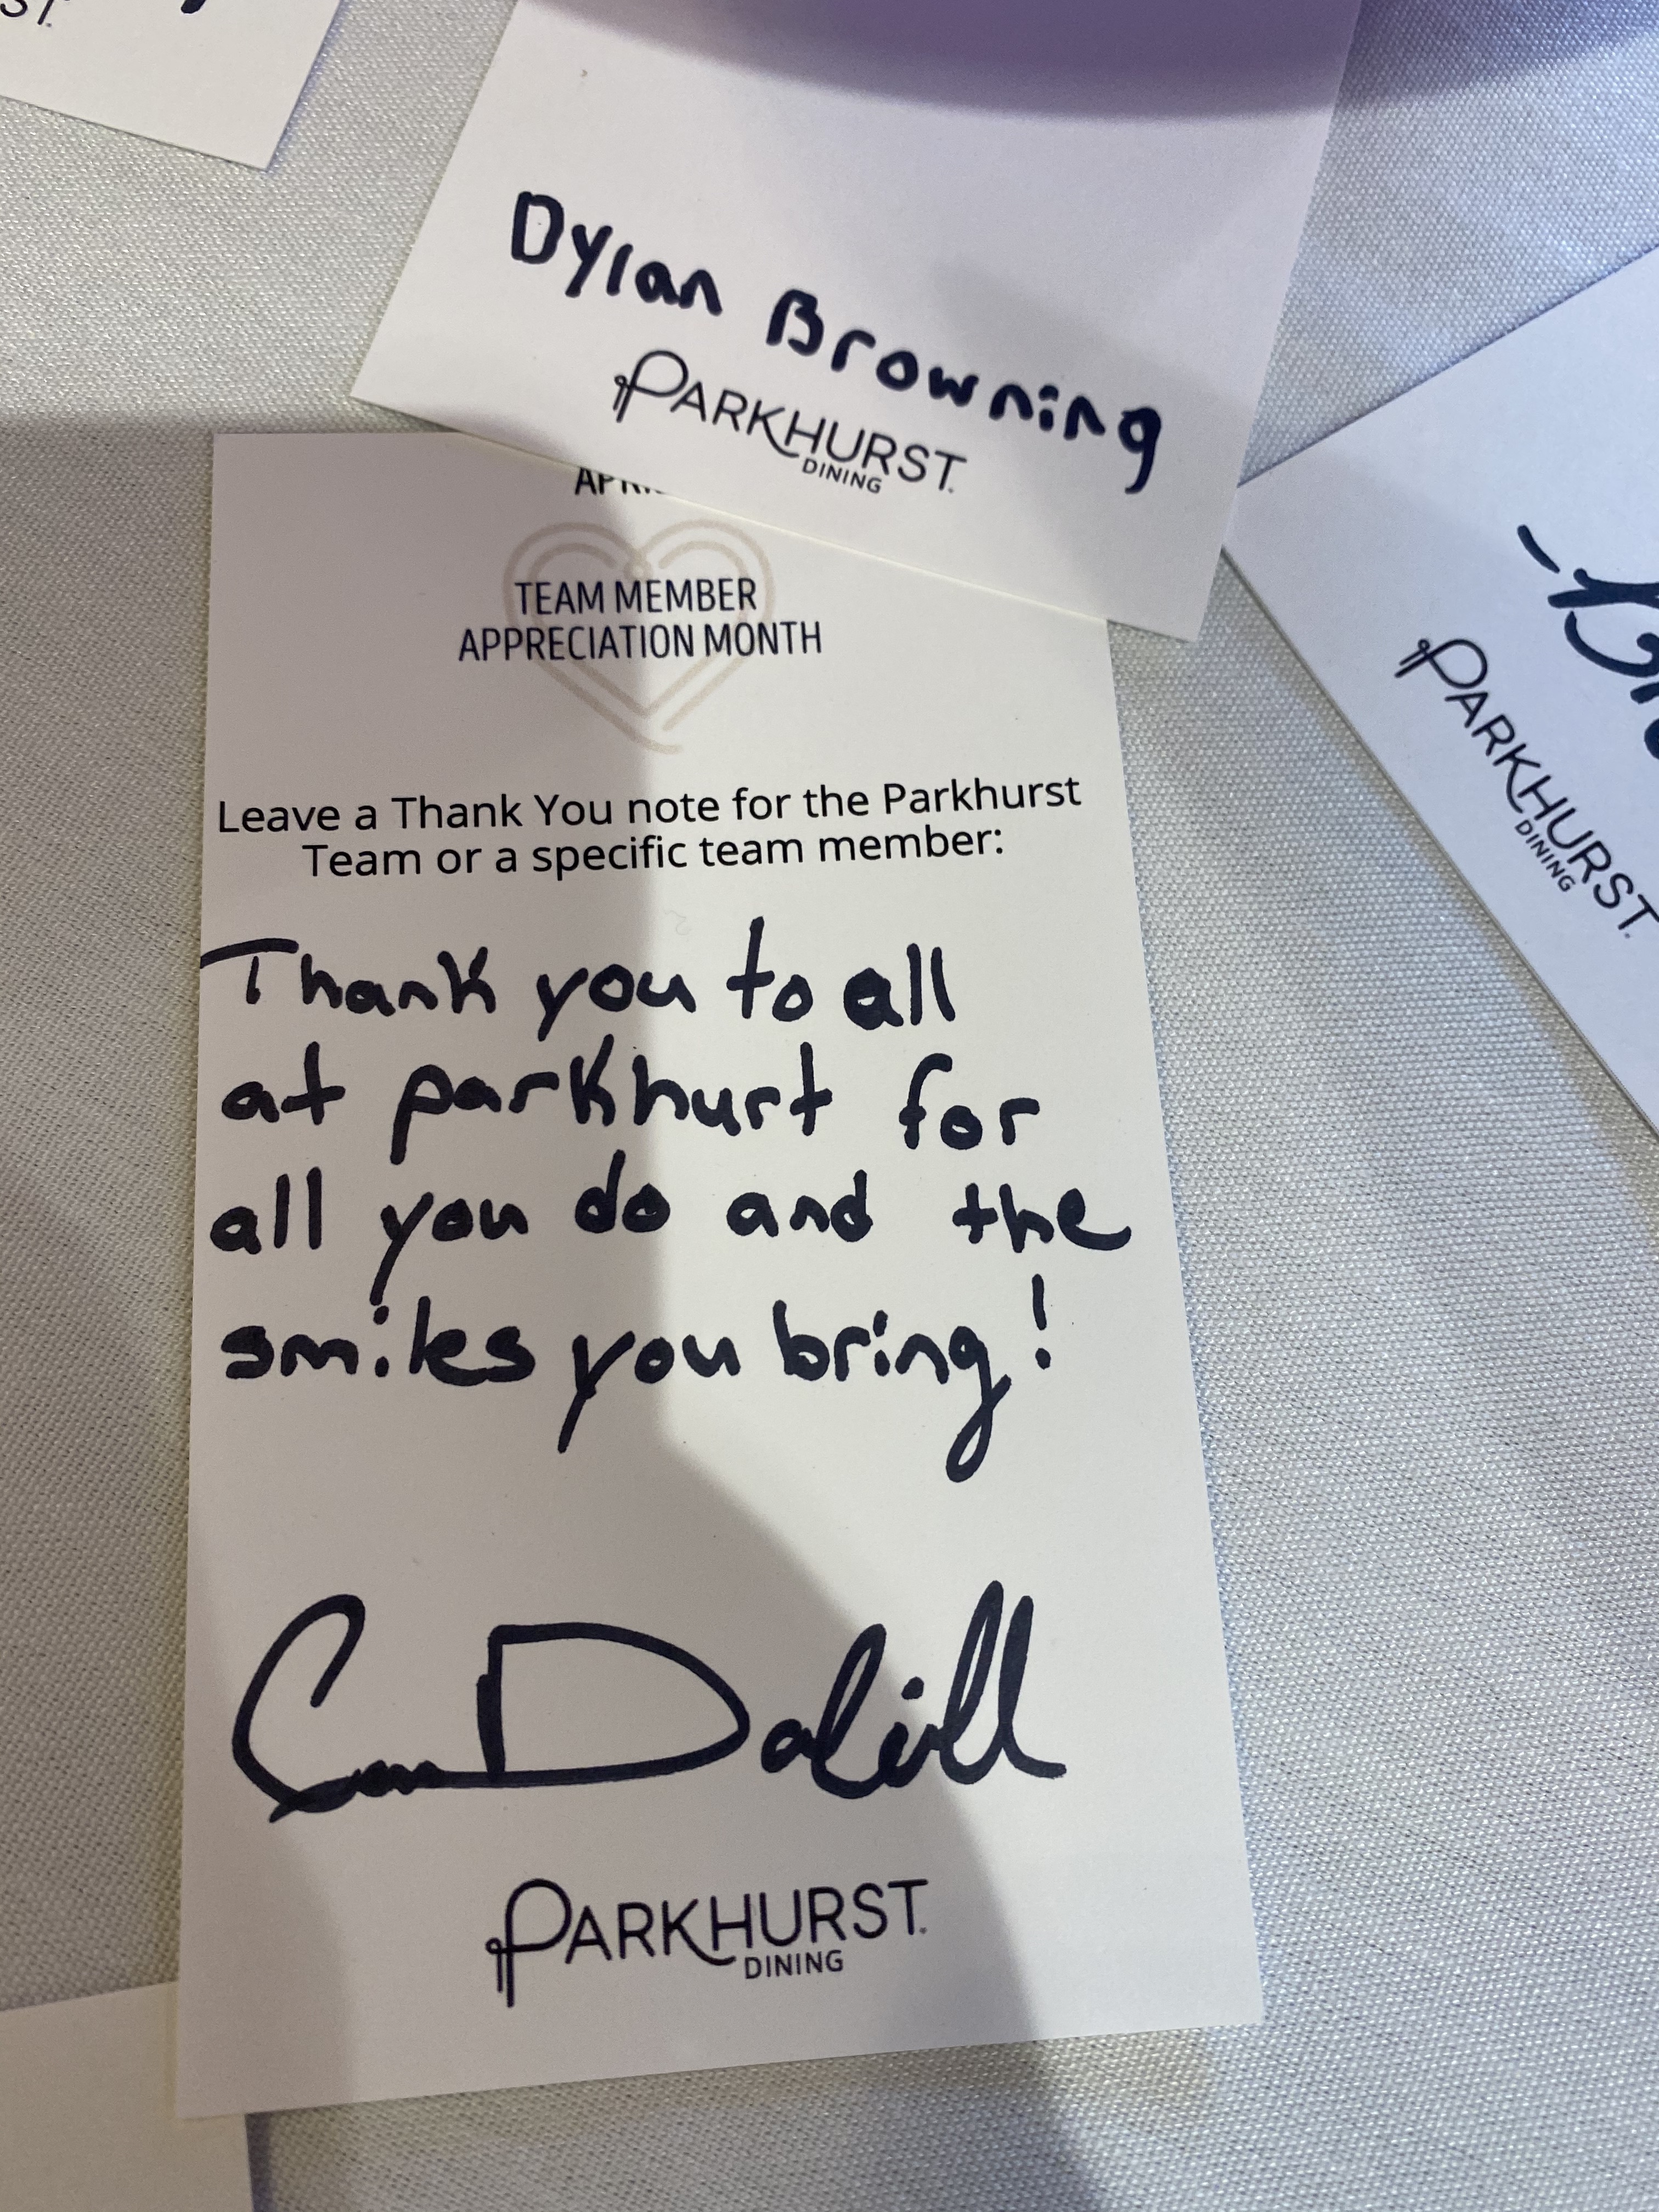 ST.
Dylan Browning
PARKHURST.
DINING
TEAM MEMBER
APPRECIATION MONTH
Leave a Thank You note for the Parkhurst
Team or a specific team member:
Thank you to all
at parkhurt for
all you do and the
smiles you bring!
PARKHURST.
DINING
PARKHURST.
DINING